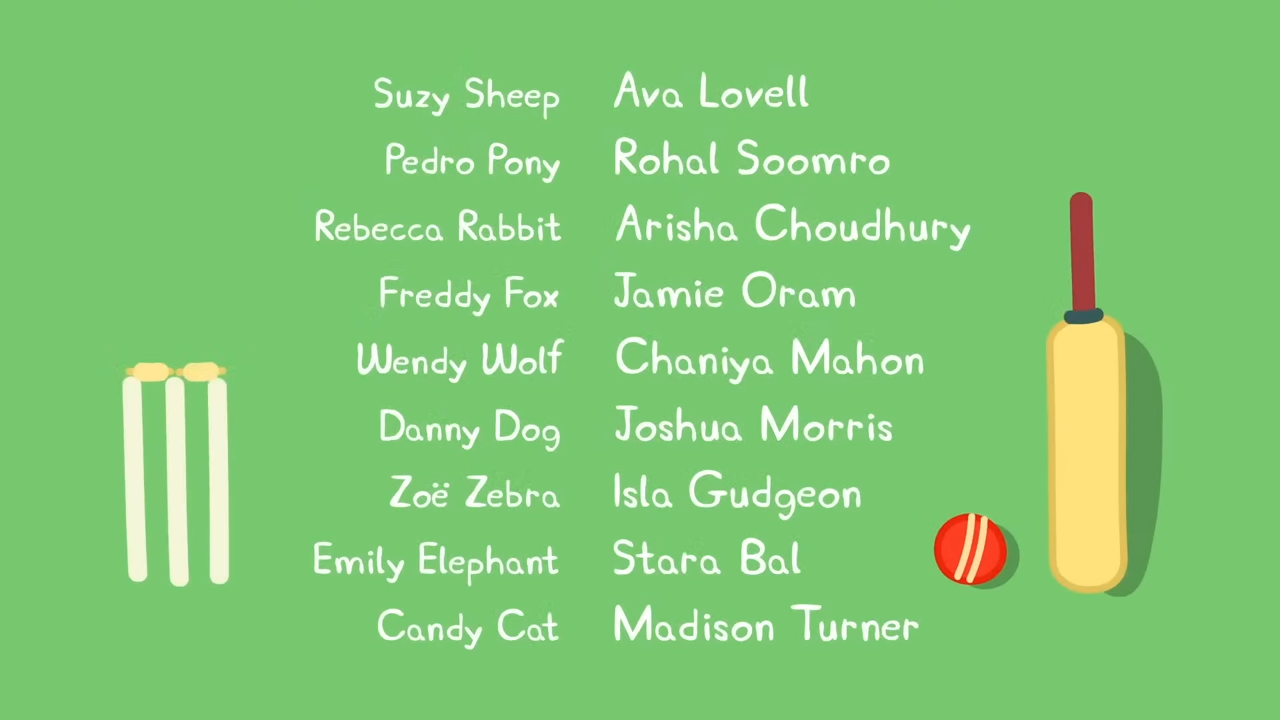 Suzy Sheep Ava Lovell
Pedro Pony Rohal Soomro
Rebecca Rabbit Arisha Choudhury
Freddy Fox Jamie Oram
Wendy Wolf Chaniya Mahon
Danny Dog Joshua Morris
Zoë Zebra Isla Gudgeon
Emily Elephant Stara Bal
Candy Cat Madison Turner